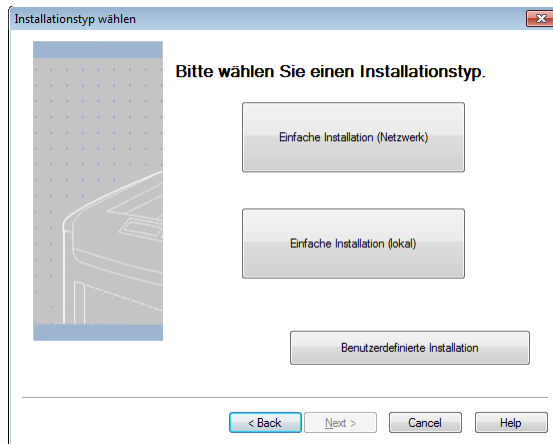 Installationstyp wählen
Bitte wählen Sie einen Installationstyp.
Einfache Installation (Netzwerk)
Einfache Installation (lokal)
Benutzerdefinierte Installation
< Back Next > Cancel Help